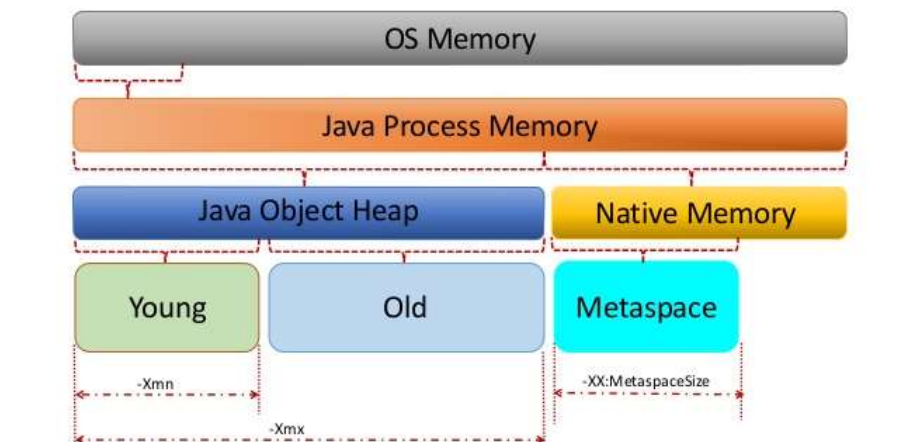 OS Memory
Java Process Memory
Java Object Heap
Native Memory
Young
Old
Metaspace
-Xmn
-XX:MetaspaceSize
-Xmx